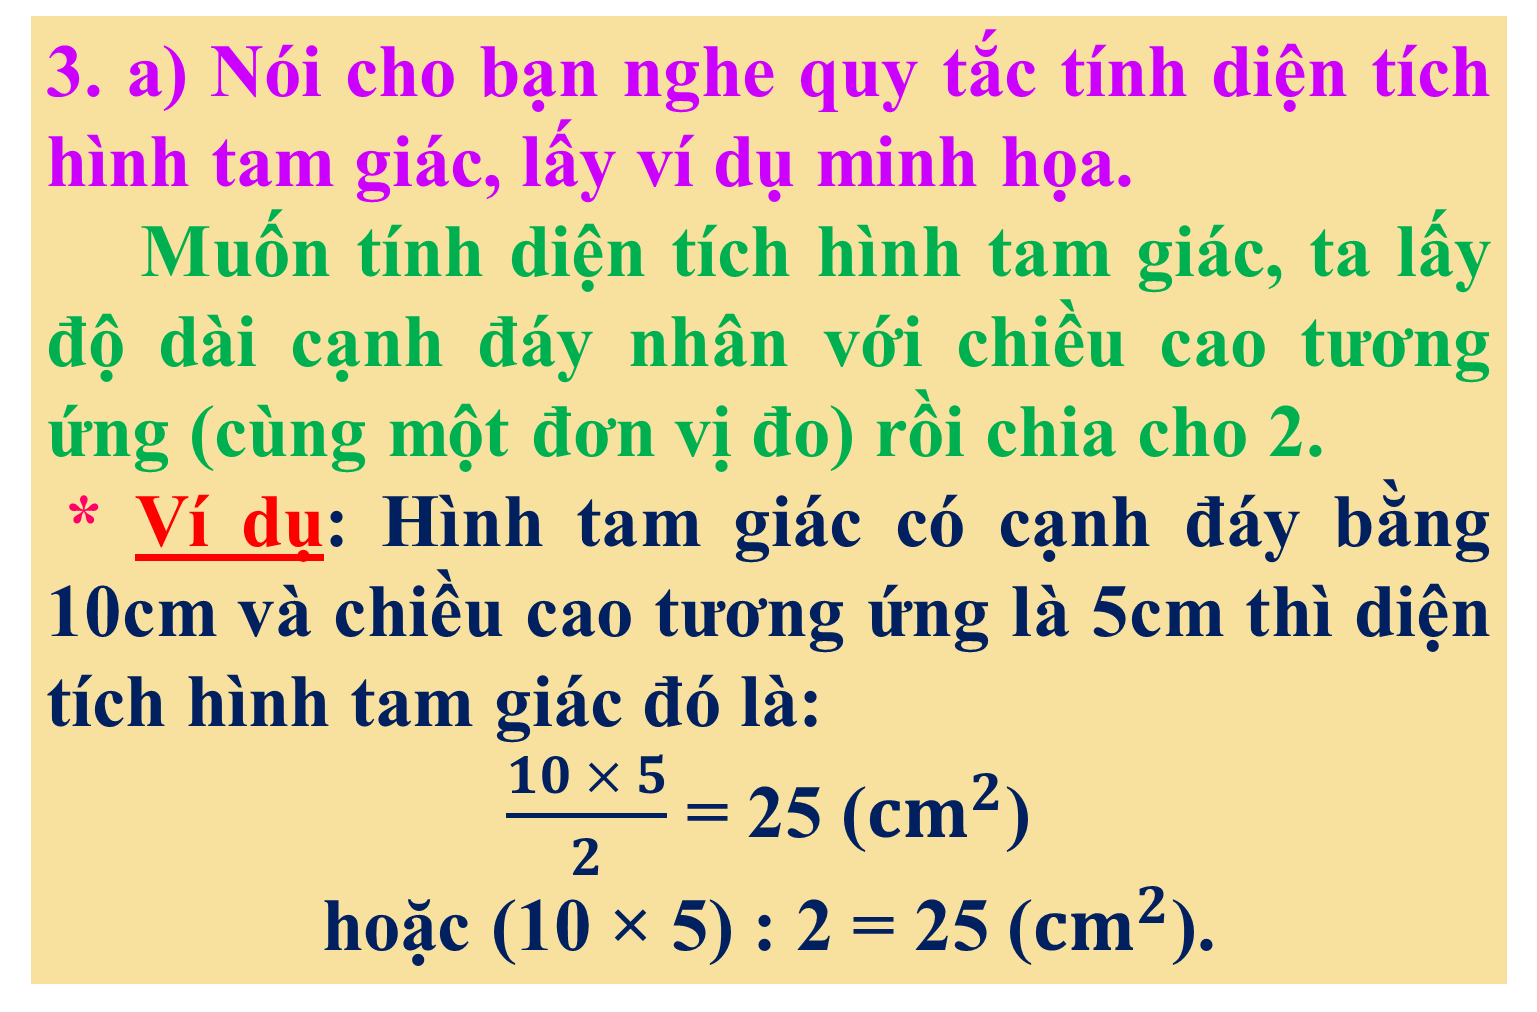 3. a) Nói cho bạn nghe quy tắc tính diện tích
hình tam giác, lấy ví dụ minh họa.
Muốn tính diện tích hình tam giác, ta lấy
độ dài cạnh đáy nhân với chiều cao tương
ứng (cùng một đơn vị đo) rồi chia cho 2.
* Ví dụ: Hình tam giác có cạnh đáy bằng
10cm và chiều cao tương ứng là 5cm thì diện
tích hình tam giác đó là:
10 × 5
2
= 25 (cm²)
hoặc (10 × 5) : 2 = 25 (cm²).